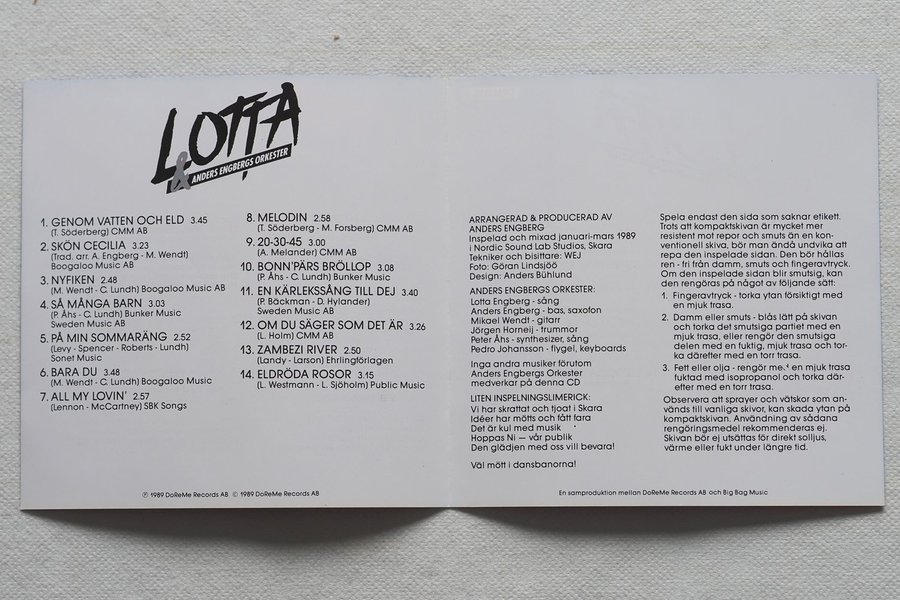 LOTTA
& ANDERS ENGBERGS ORKESTER
1. GENOM VATTEN OCH ELD 3.45
(T. Söderberg) CMM AB
2. SKÖN CECILIA 3.23
(Trad. arr. A. Engberg - M. Wendt)
Boogaloo Music AB
3. NYFIKEN 2.48
(M. Wendt - C. Lundh) Boogaloo Music AB
4. SÅ MÅNGA BARN 3.03
(P. Åhs - C. Lundh) Bunker Music
Sweden Music AB
5. PÅ MIN SOMMARÄNG 2.52
(Levy - Spencer - Roberts - Lundh)
Sonet Music
6. BARA DU 3.48
(M. Wendt - C. Lundh) Boogaloo Music
7. ALL MY LOVIN' 2.57
(Lennon - McCartney) SBK Songs
8. MELODIN 2.58
(T. Söderberg - M. Forsberg) CMM AB
9. 20-30-45 3.00
(A. Melander) CMM AB
10. BONN'PÄRS BRÖLLOP 3.08
(P. Åhs - C. Lundh) Bunker Music
11. EN KÄRLEKSSÅNG TILL DEJ 3.40
(P. Bäckman - D. Hylander)
Sweden Music AB
12. OM DU SÄGER SOM DET ÄR 3.26
(L. Holm) CMM AB
13. ZAMBEZI RIVER 2.50
(Landy - Larson) Ehrlingförlagen
14. ELDRÖDA ROSOR 3.15
(L. Westmann - L. Sjöholm) Public Music
℗ 1989 DoReMe Records AB © 1989 DoReMe Records AB
ARRANGERAD & PRODUCERAD AV
ANDERS ENGBERG
Inspelad och mixad januari-mars 1989
i Nordic Sound Lab Studios, Skara
Tekniker och bisittare: WEJ
Foto: Göran Lindsjöö
Design: Anders Bühlund
ANDERS ENGBERGS ORKESTER:
Lotta Engberg - sång
Anders Engberg - bas, saxofon
Mikael Wendt - gitarr
Jörgen Horneij - trummor
Peter Åhs - synthesizer, sång
Pedro Johansson - flygel, keyboards
Inga andra musiker förutom
Anders Engbergs Orkester
medverkar på denna CD
LITEN INSPELNINGSLIMERICK:
Vi har skrattat och tjoat i Skara
Idéer har mötts och fått fara
Det är kul med musik
Hoppas Ni — vår publik
Den glädjen med oss vill bevara!
Väl mött i dansbanorna!
Spela endast den sida som saknar etikett.
Trots att kompaktskivan är mycket mer
resistent mot repor och smuts än en kon-
ventionell skiva, bör man ändå undvika att
repa den inspelade sidan. Den bör hållas
ren - fri från damm, smuts och fingeravtryck.
Om den inspelade sidan blir smutsig, kan
den rengöras på något av följande sätt:
1. Fingeravtryck - torka ytan försiktigt med
en mjuk trasa.
2. Damm eller smuts - blås lätt på skivan
och torka det smutsiga partiet med en
mjuk trasa, eller rengör den smutsiga
delen med en fuktig, mjuk trasa och tor-
ka därefter med en torr trasa.
3. Fett eller olja - rengör med en mjuk trasa
fuktad med isopropanol och torka där-
efter med en torr trasa.
Observera att sprayer och vätskor som an-
vänds till vanliga skivor, kan skada ytan på
kompaktskivan. Användning av sådana
rengöringsmedel rekommenderas ej.
Skivan bör ej utsättas för direkt solljus,
värme eller fukt under längre tid.
En samproduktion mellan DoReMe Records AB och Big Bag Music